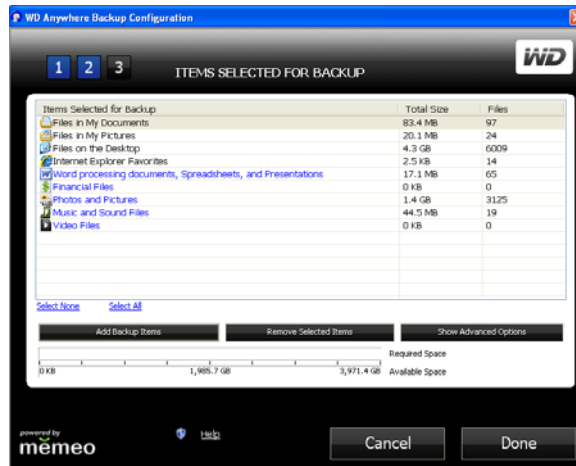 WD Anywhere Backup Configuration
1 2 3 ITEMS SELECTED FOR BACKUP WD
Items Selected for Backup Total Size Files
Files in My Documents 83.4 MB 97
Files in My Pictures 20.1 MB 24
Files on the Desktop 4.3 GB 6009
Internet Explorer Favorites 2.5 KB 14
Word processing documents, Spreadsheets, and Presentations 17.1 MB 65
Financial Files 0 KB 0
Photos and Pictures 1.4 GB 3125
Music and Sound Files 44.5 MB 19
Video Files 0 KB 0
Select None Select All
Add Backup Items Remove Selected Items Show Advanced Options
Required Space
0 KB 1,985.7 GB 3,971.4 GB Available Space
powered by
mĕmeo Help Cancel Done